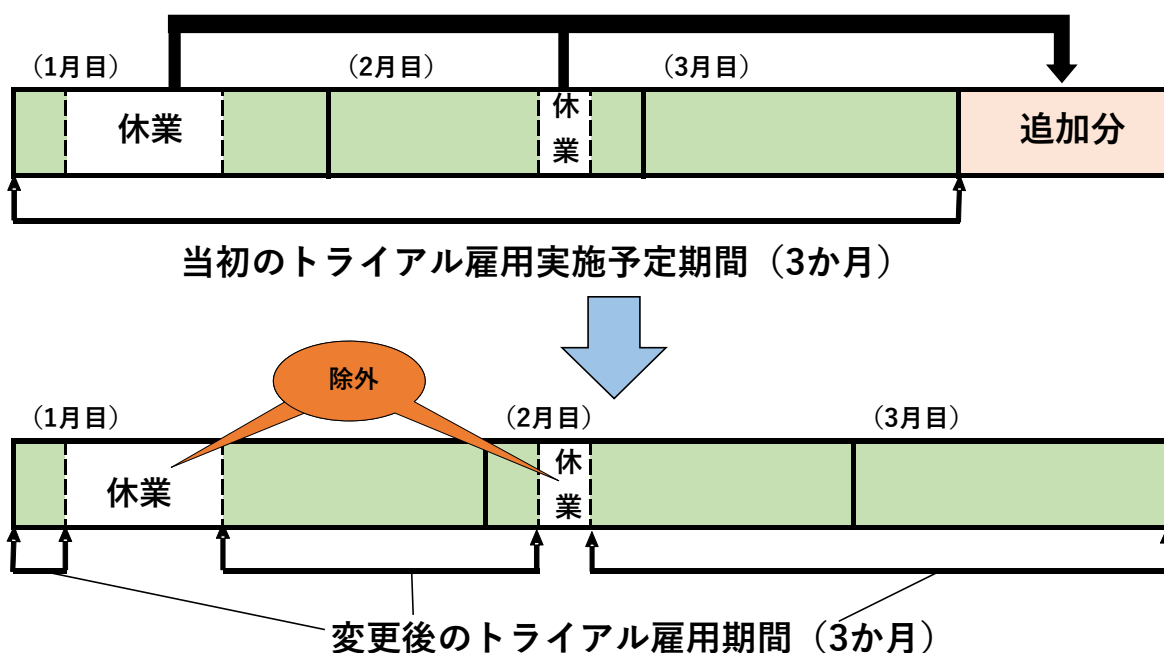 （1月目）
（2月目）
（3月目）
休業
休業
追加分
当初のトライアル雇用実施予定期間（3か月）
除外
（1月目）
（2月目）
（3月目）
休業
休業
変更後のトライアル雇用期間（3か月）